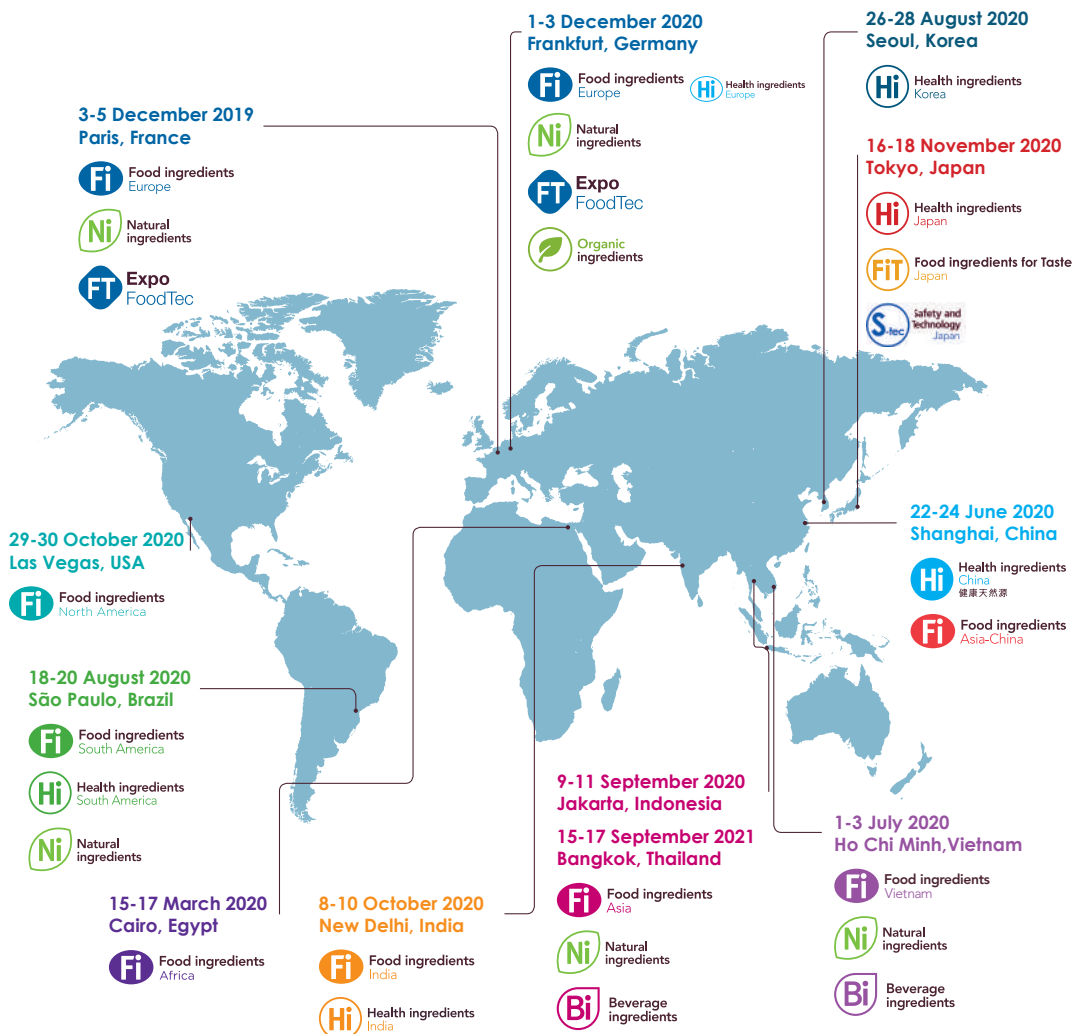 1-3 December 2020
Frankfurt, Germany
Fi
Food ingredients
Europe
Hi
Health ingredients
Europe
Ni
Natural
ingredients
FT
Expo
FoodTec
Organic
ingredients
26-28 August 2020
Seoul, Korea
Hi
Health ingredients
Korea
3-5 December 2019
Paris, France
Fi
Food ingredients
Europe
Ni
Natural
ingredients
FT
Expo
FoodTec
16-18 November 2020
Tokyo, Japan
Hi
Health ingredients
Japan
FiT
Food ingredients for Taste
Japan
S-tec
Safety and
Technology
Japan
29-30 October 2020
Las Vegas, USA
Fi
Food ingredients
North America
22-24 June 2020
Shanghai, China
Hi
Health ingredients
China
健康天然源
Fi
Food ingredients
Asia-China
18-20 August 2020
São Paulo, Brazil
Fi
Food ingredients
South America
Hi
Health ingredients
South America
Ni
Natural
ingredients
15-17 March 2020
Cairo, Egypt
Fi
Food ingredients
Africa
8-10 October 2020
New Delhi, India
Fi
Food ingredients
India
Hi
Health ingredients
India
9-11 September 2020
Jakarta, Indonesia
15-17 September 2021
Bangkok, Thailand
Fi
Food ingredients
Asia
Ni
Natural
ingredients
Bi
Beverage
ingredients
1-3 July 2020
Ho Chi Minh,Vietnam
Fi
Food ingredients
Vietnam
Ni
Natural
ingredients
Bi
Beverage
ingredients